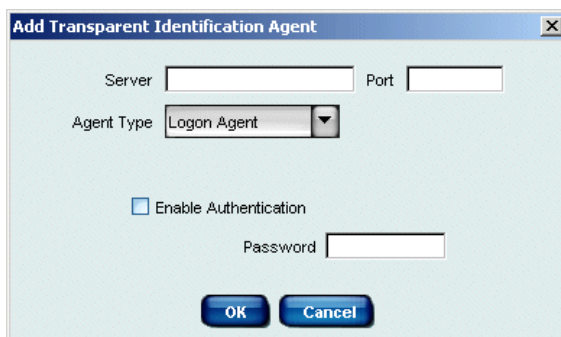 Add Transparent Identification Agent
Server Port
Agent Type Logon Agent
Enable Authentication
Password
OK Cancel